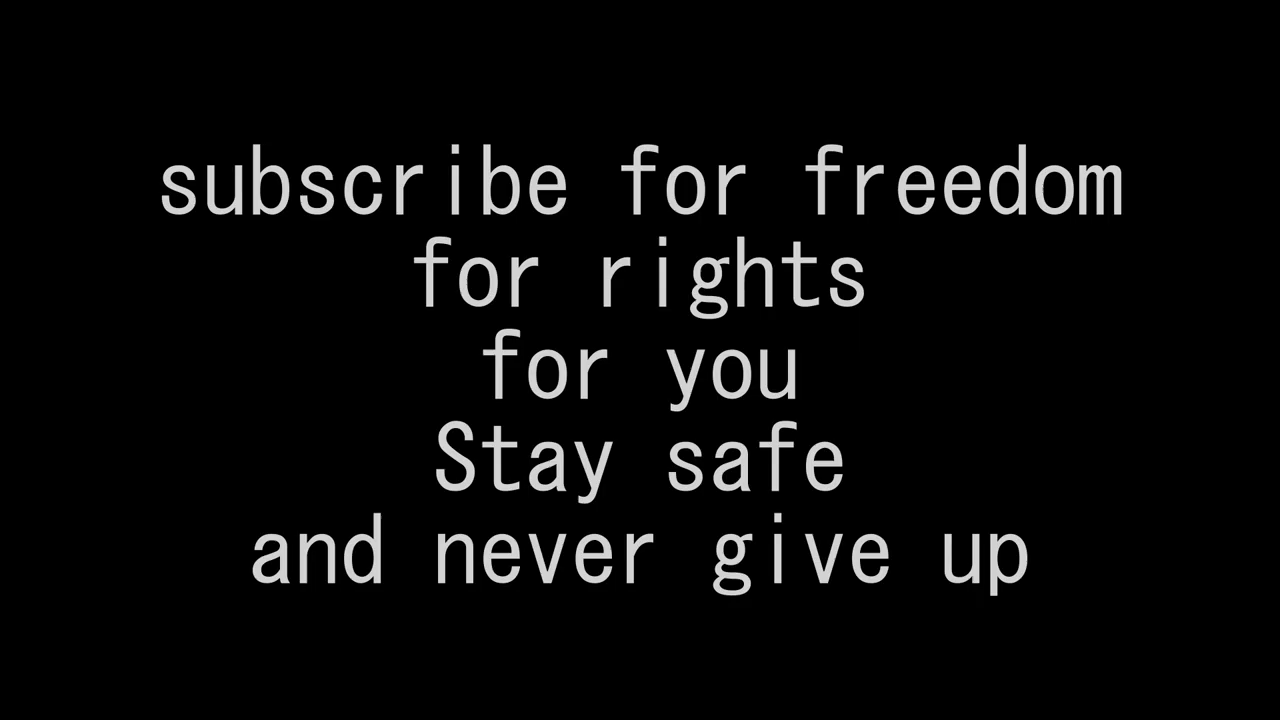 subscribe for freedom
for rights
for you
Stay safe
and never give up